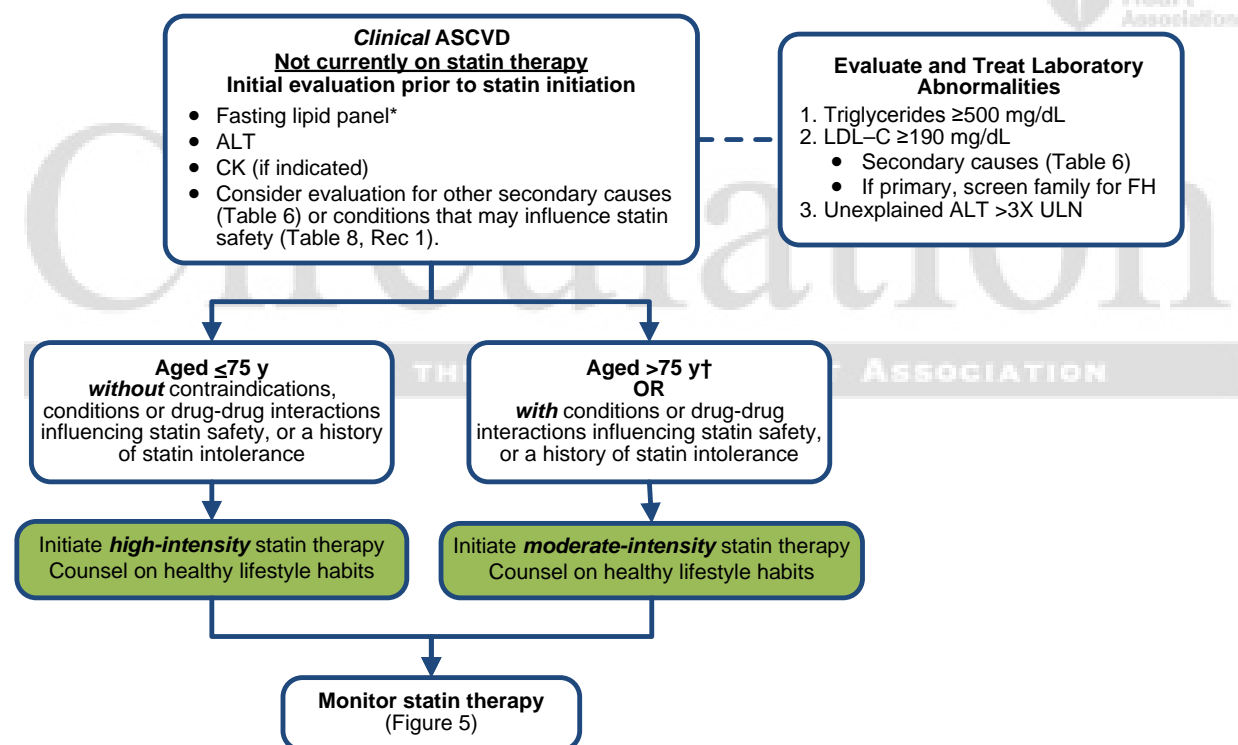 Heart
Association
Clinical ASCVD
Not currently on statin therapy
Initial evaluation prior to statin initiation
• Fasting lipid panel*
• ALT
• CK (if indicated)
• Consider evaluation for other secondary causes
(Table 6) or conditions that may influence statin
safety (Table 8, Rec 1).
Evaluate and Treat Laboratory
Abnormalities
1. Triglycerides ≥500 mg/dL
2. LDL–C ≥190 mg/dL
• Secondary causes (Table 6)
• If primary, screen family for FH
3. Unexplained ALT >3X ULN
Circulation
ASSOCIATION
Aged ≤75 y
without contraindications,
conditions or drug-drug interactions
influencing statin safety, or a history
of statin intolerance
Aged >75 y†
OR
with conditions or drug-drug
interactions influencing statin safety,
or a history of statin intolerance
Initiate high-intensity statin therapy
Counsel on healthy lifestyle habits
Initiate moderate-intensity statin therapy
Counsel on healthy lifestyle habits
Monitor statin therapy
(Figure 5)